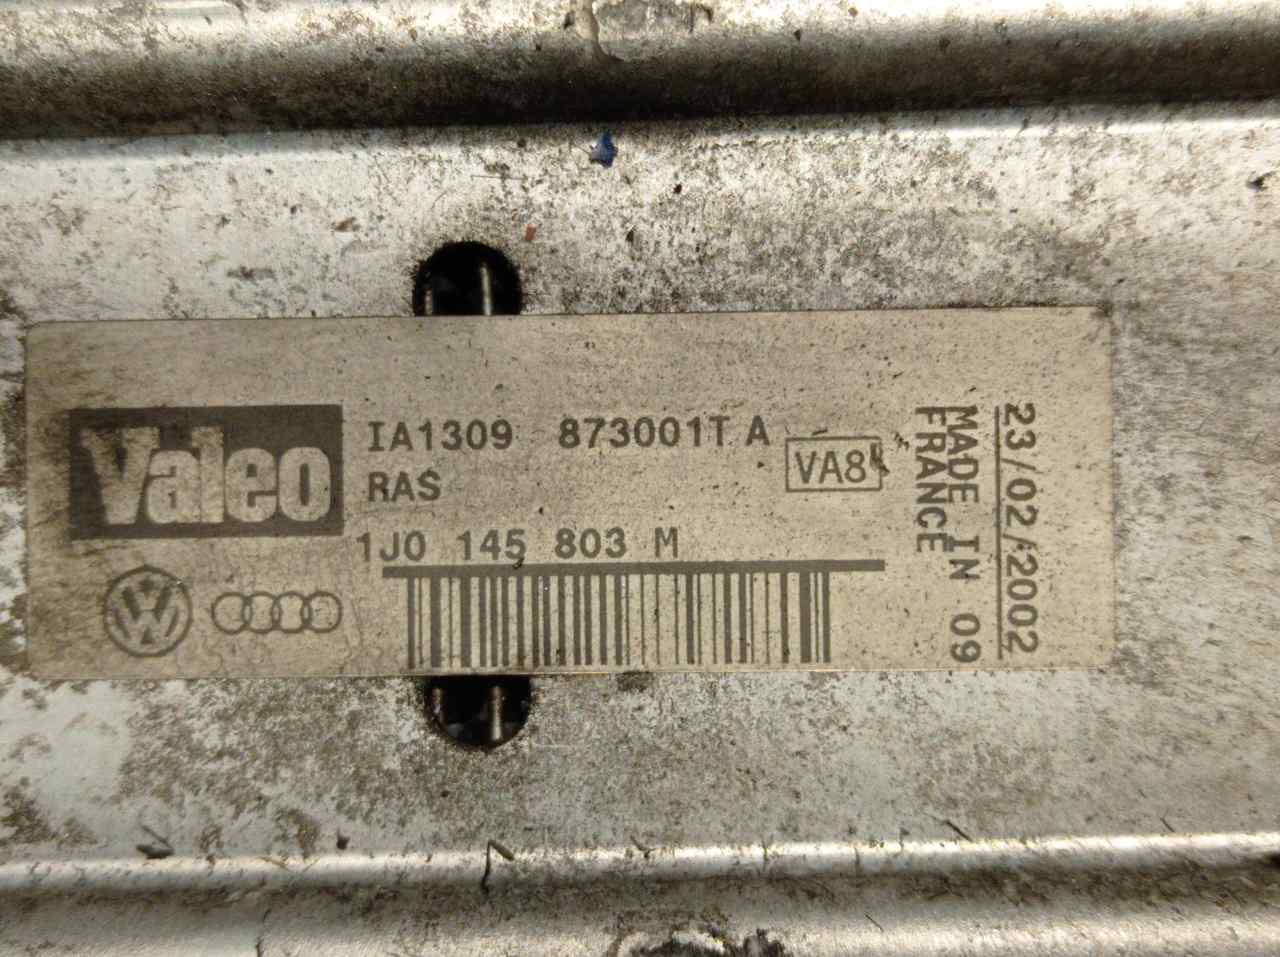 Valeo
IA1309 873001T A
RAS
VA8
1J0 145 803 M
MADE IN 09
FRANCE
23/02/2002